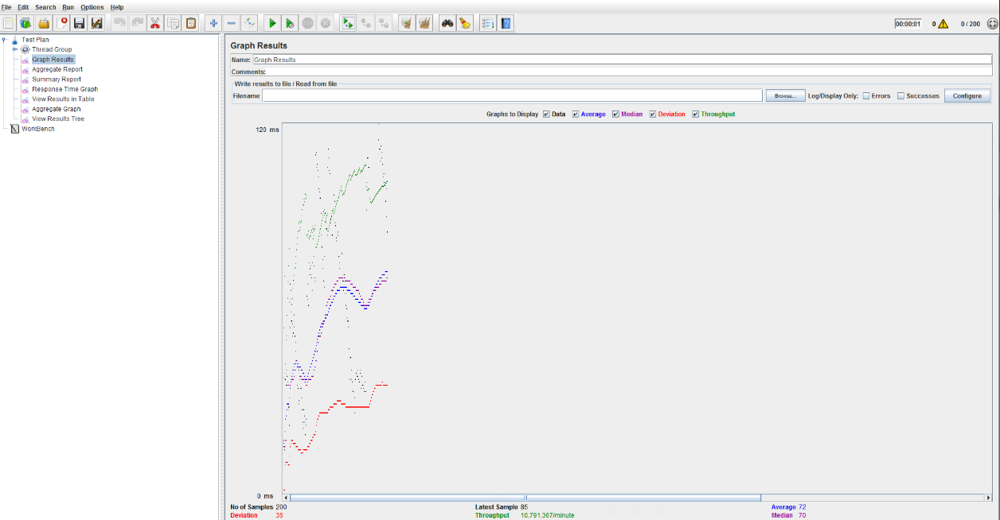 File Edit Search Run Options Help
00:00:01 0 0 / 200
Test Plan
Thread Group
Graph Results
Aggregate Report
Summary Report
Response Time Graph
View Results in Table
Aggregate Graph
View Results Tree
WorkBench
Graph Results
Name: Graph Results
Comments:
Write results to file / Read from file
Filename Browse... Log/Display Only: Errors Successes Configure
Graphs to Display Data Average Median Deviation Throughput
120 ms
0 ms
No of Samples 200 Latest Sample 85 Average 72
Deviation 35 Throughput 10,791.367/minute Median 70